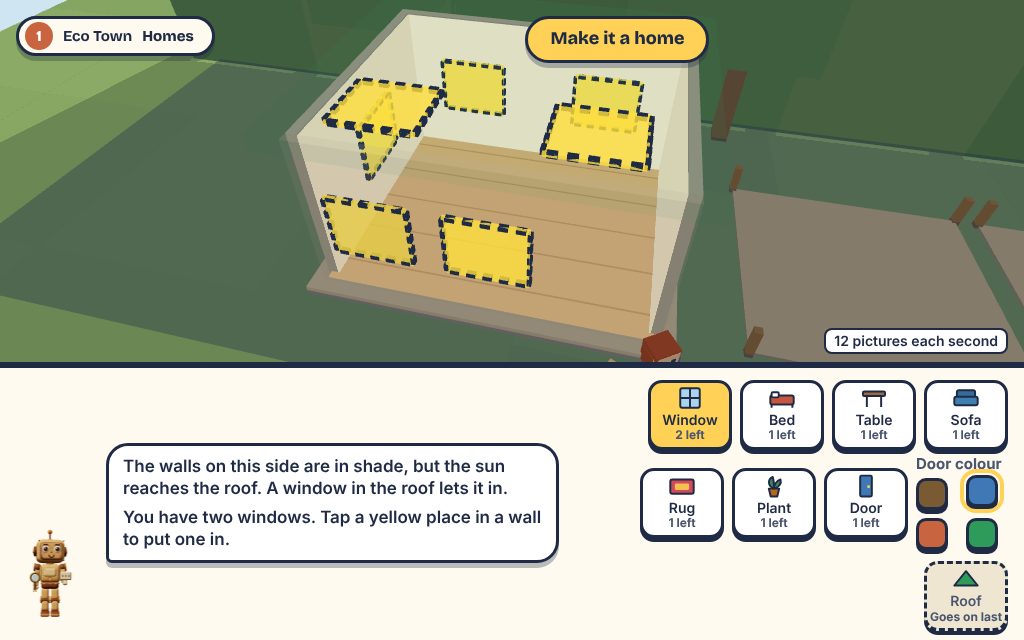 1 Eco Town Homes
Make it a home
12 pictures each second
The walls on this side are in shade, but the sun
reaches the roof. A window in the roof lets it in.
You have two windows. Tap a yellow place in a wall
to put one in.
Window
2 left
Bed
1 left
Table
1 left
Sofa
1 left
Rug
1 left
Plant
1 left
Door
1 left
Door colour
Roof
Goes on last